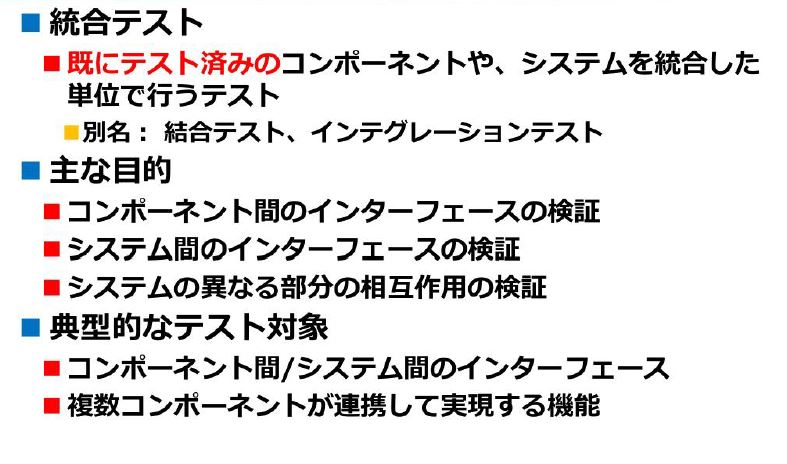 統合テスト
既にテスト済みのコンポーネントや、システムを統合した
単位で行うテスト
別名： 結合テスト、インテグレーションテスト
主な目的
コンポーネント間のインターフェースの検証
システム間のインターフェースの検証
システムの異なる部分の相互作用の検証
典型的なテスト対象
コンポーネント間/システム間のインターフェース
複数コンポーネントが連携して実現する機能